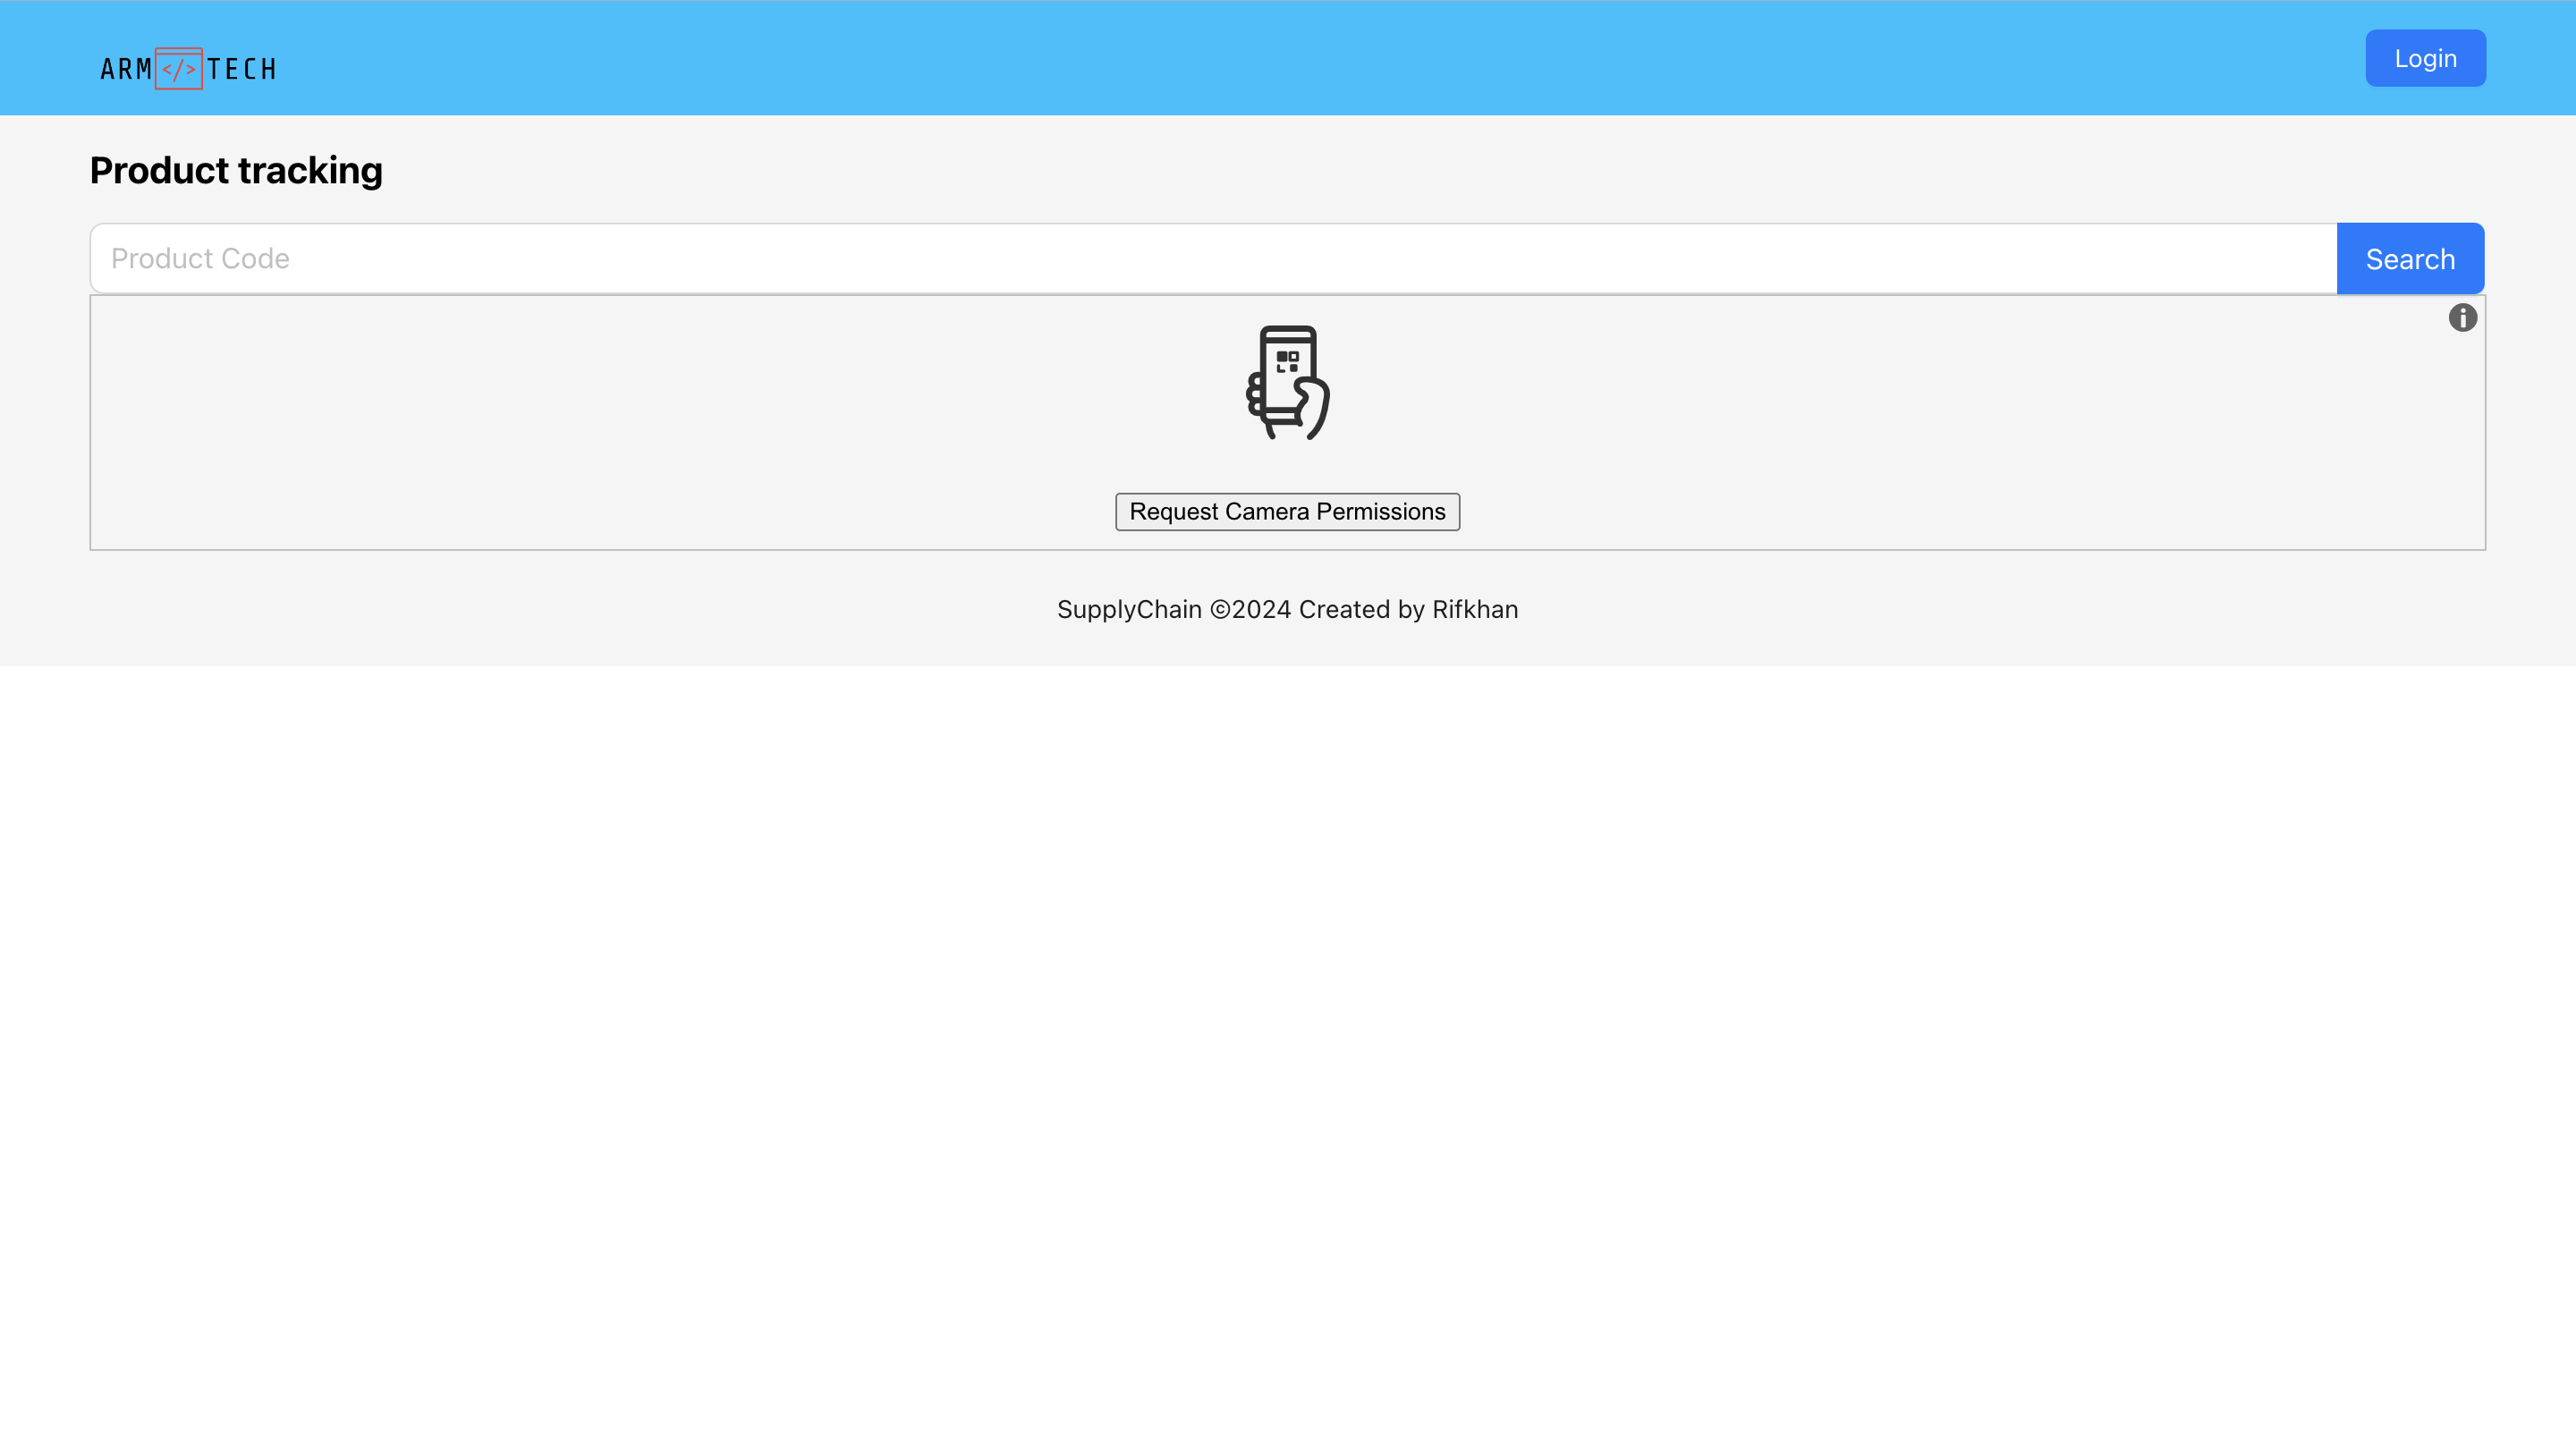 ARM </> TECH
Login
Product tracking
Product Code
Search
Request Camera Permissions
SupplyChain ©2024 Created by Rifkhan